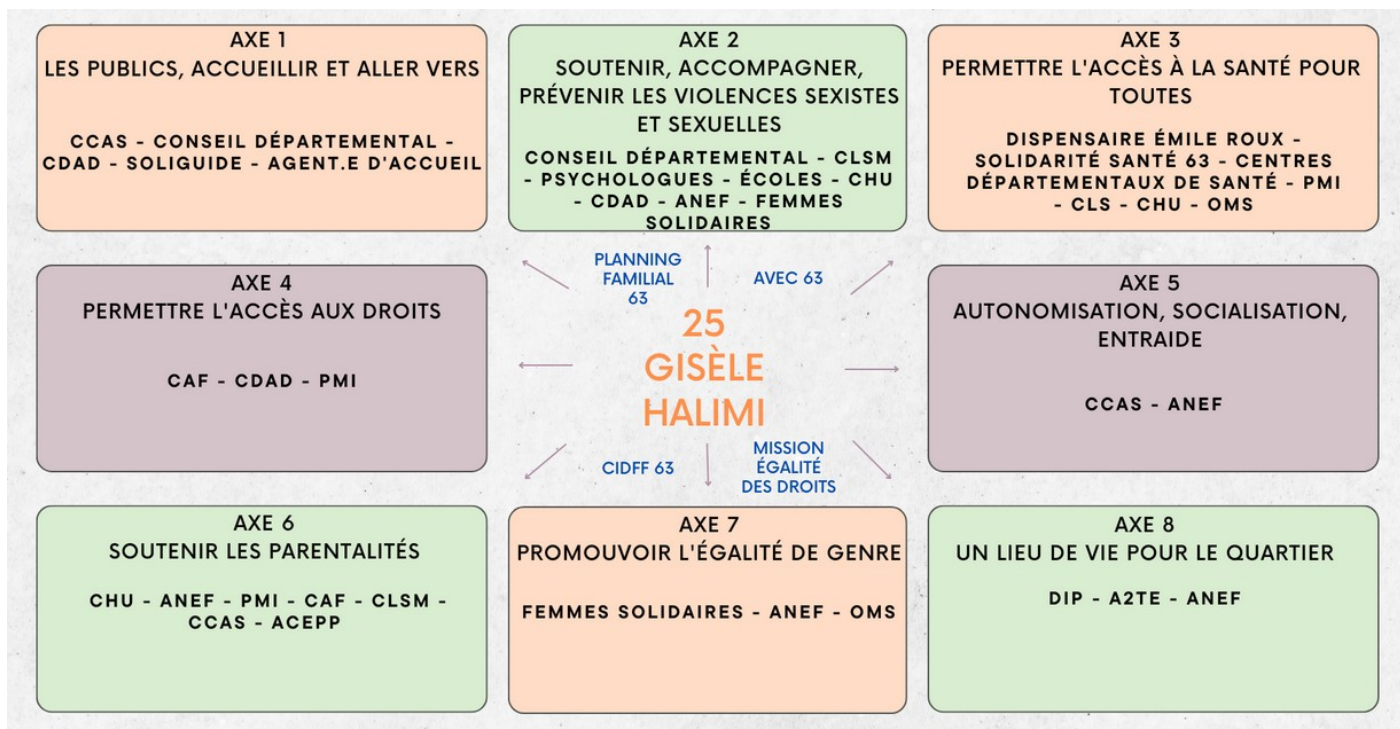 AXE 1
LES PUBLICS, ACCUEILLIR ET ALLER VERS
CCAS - CONSEIL DÉPARTEMENTAL -
CDAD - SOLIGUIDE - AGENT.E D'ACCUEIL
AXE 2
SOUTENIR, ACCOMPAGNER,
PRÉVENIR LES VIOLENCES SEXISTES
ET SEXUELLES
CONSEIL DÉPARTEMENTAL - CLSM
- PSYCHOLOGUES - ÉCOLES - CHU
- CDAD - ANEF - FEMMES
SOLIDAIRES
AXE 3
PERMETTRE L'ACCÈS À LA SANTÉ POUR
TOUTES
DISPENSAIRE ÉMILE ROUX -
SOLIDARITÉ SANTÉ 63 - CENTRES
DÉPARTEMENTAUX DE SANTÉ - PMI
- CLS - CHU - OMS
AXE 4
PERMETTRE L'ACCÈS AUX DROITS
CAF - CDAD - PMI
PLANNING
FAMILIAL
63
AVEC 63
25
GISÈLE
HALIMI
CIDFF 63
MISSION
ÉGALITÉ
DES DROITS
AXE 5
AUTONOMISATION, SOCIALISATION,
ENTRAIDE
CCAS - ANEF
AXE 6
SOUTENIR LES PARENTALITÉS
CHU - ANEF - PMI - CAF - CLSM -
CCAS - ACEPP
AXE 7
PROMOUVOIR L'ÉGALITÉ DE GENRE
FEMMES SOLIDAIRES - ANEF - OMS
AXE 8
UN LIEU DE VIE POUR LE QUARTIER
DIP - A2TE - ANEF